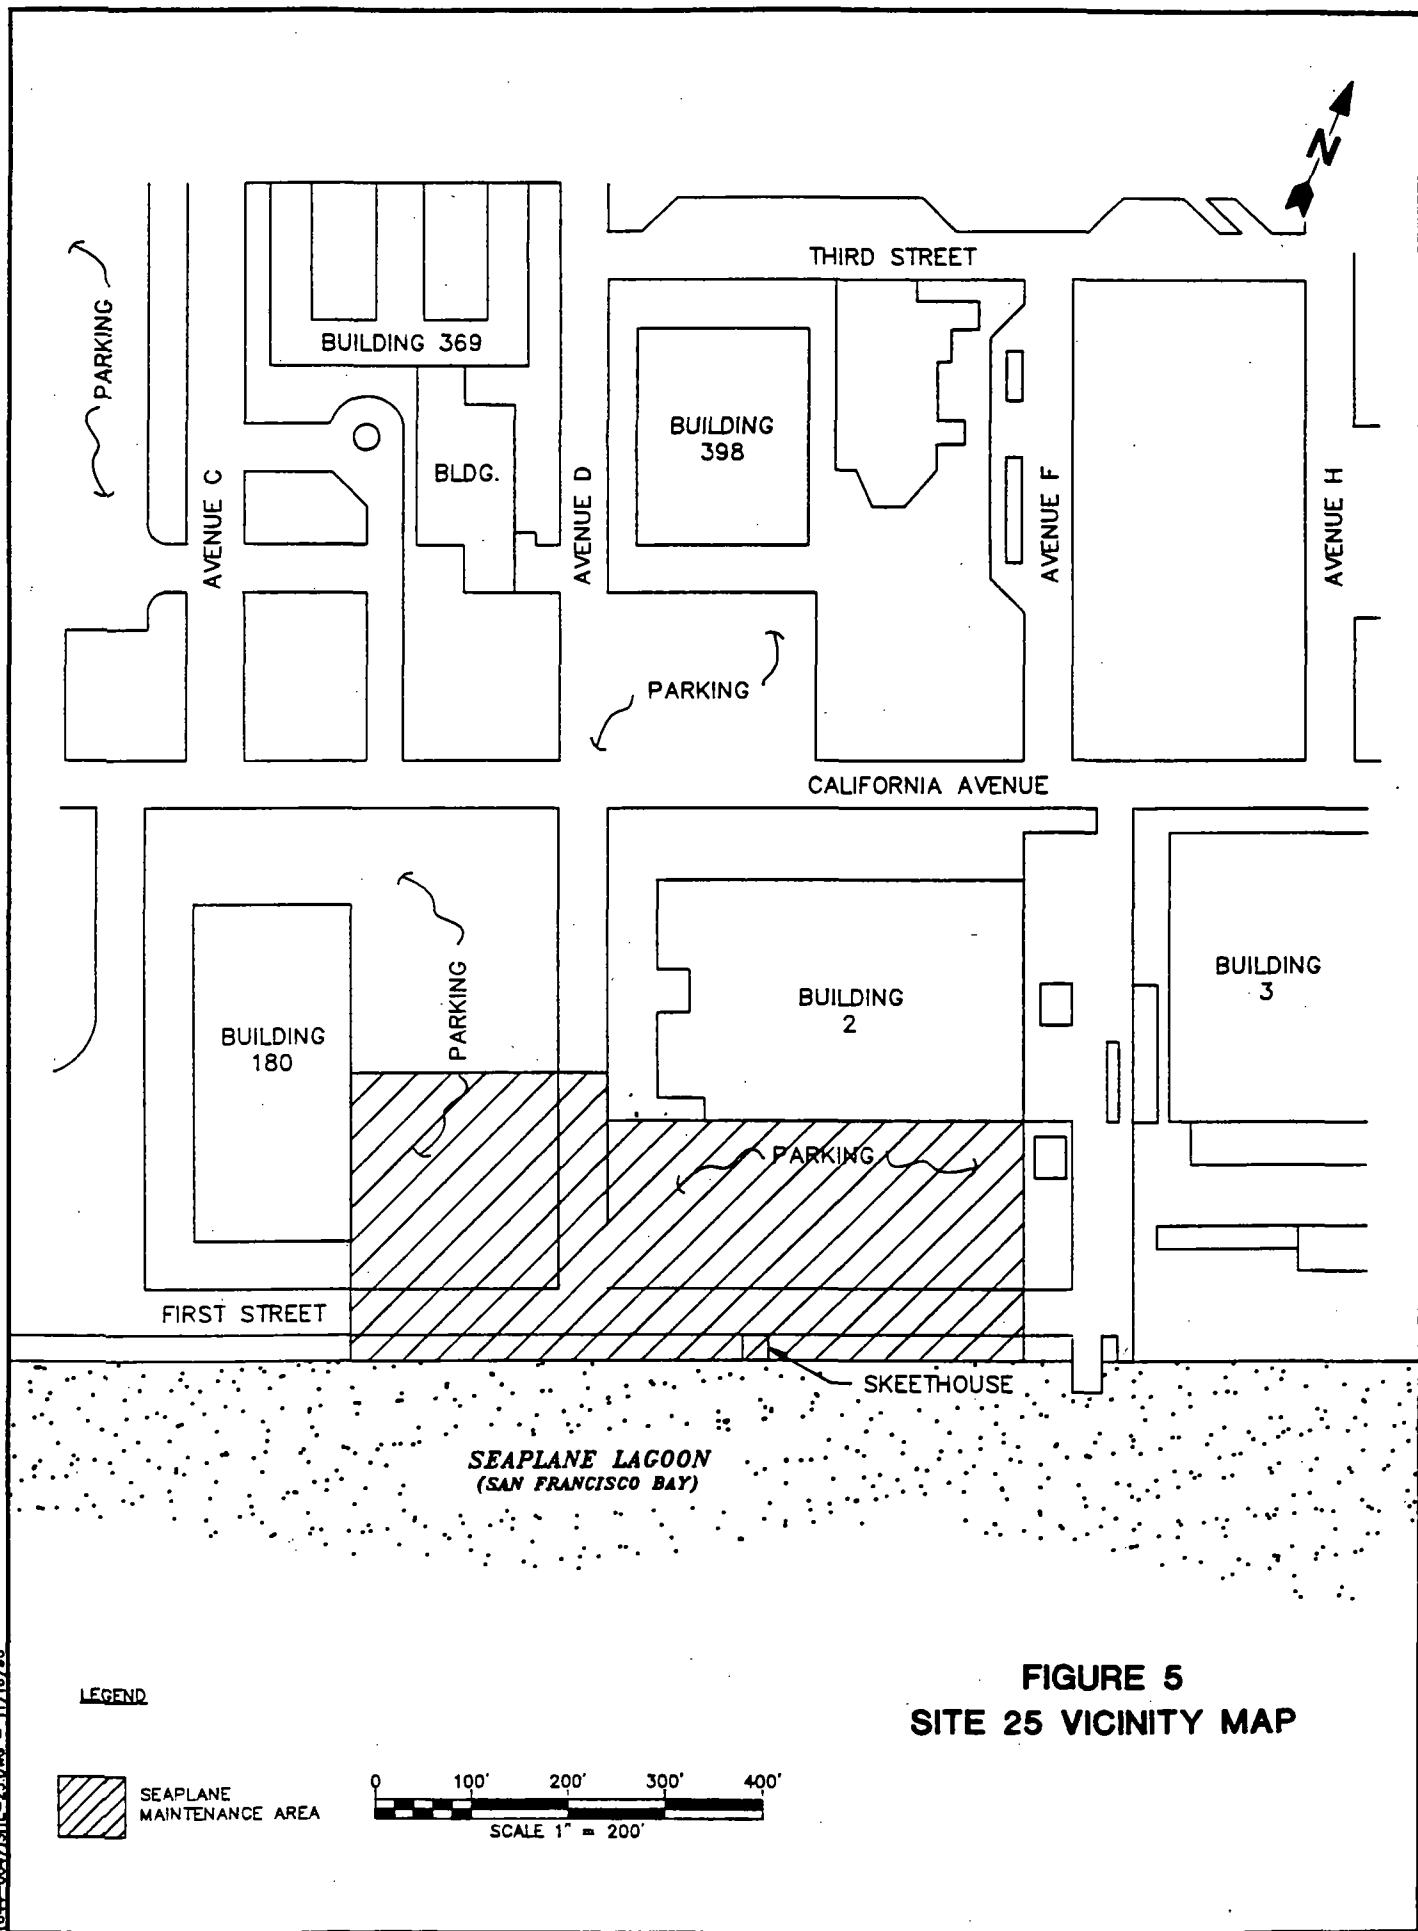 N
THIRD STREET
PARKING
BUILDING 369
BUILDING
398
BLDG.
AVENUE C
AVENUE D
AVENUE F
AVENUE H
PARKING
CALIFORNIA AVENUE
PARKING
BUILDING
180
BUILDING
2
BUILDING
3
PARKING
FIRST STREET
SKEETHOUSE
SEAPLANE LAGOON
(SAN FRANCISCO BAY)
FIGURE 5
SITE 25 VICINITY MAP
LEGEND
SEAPLANE
MAINTENANCE AREA
0 100' 200' 300' 400'
SCALE 1" = 200'